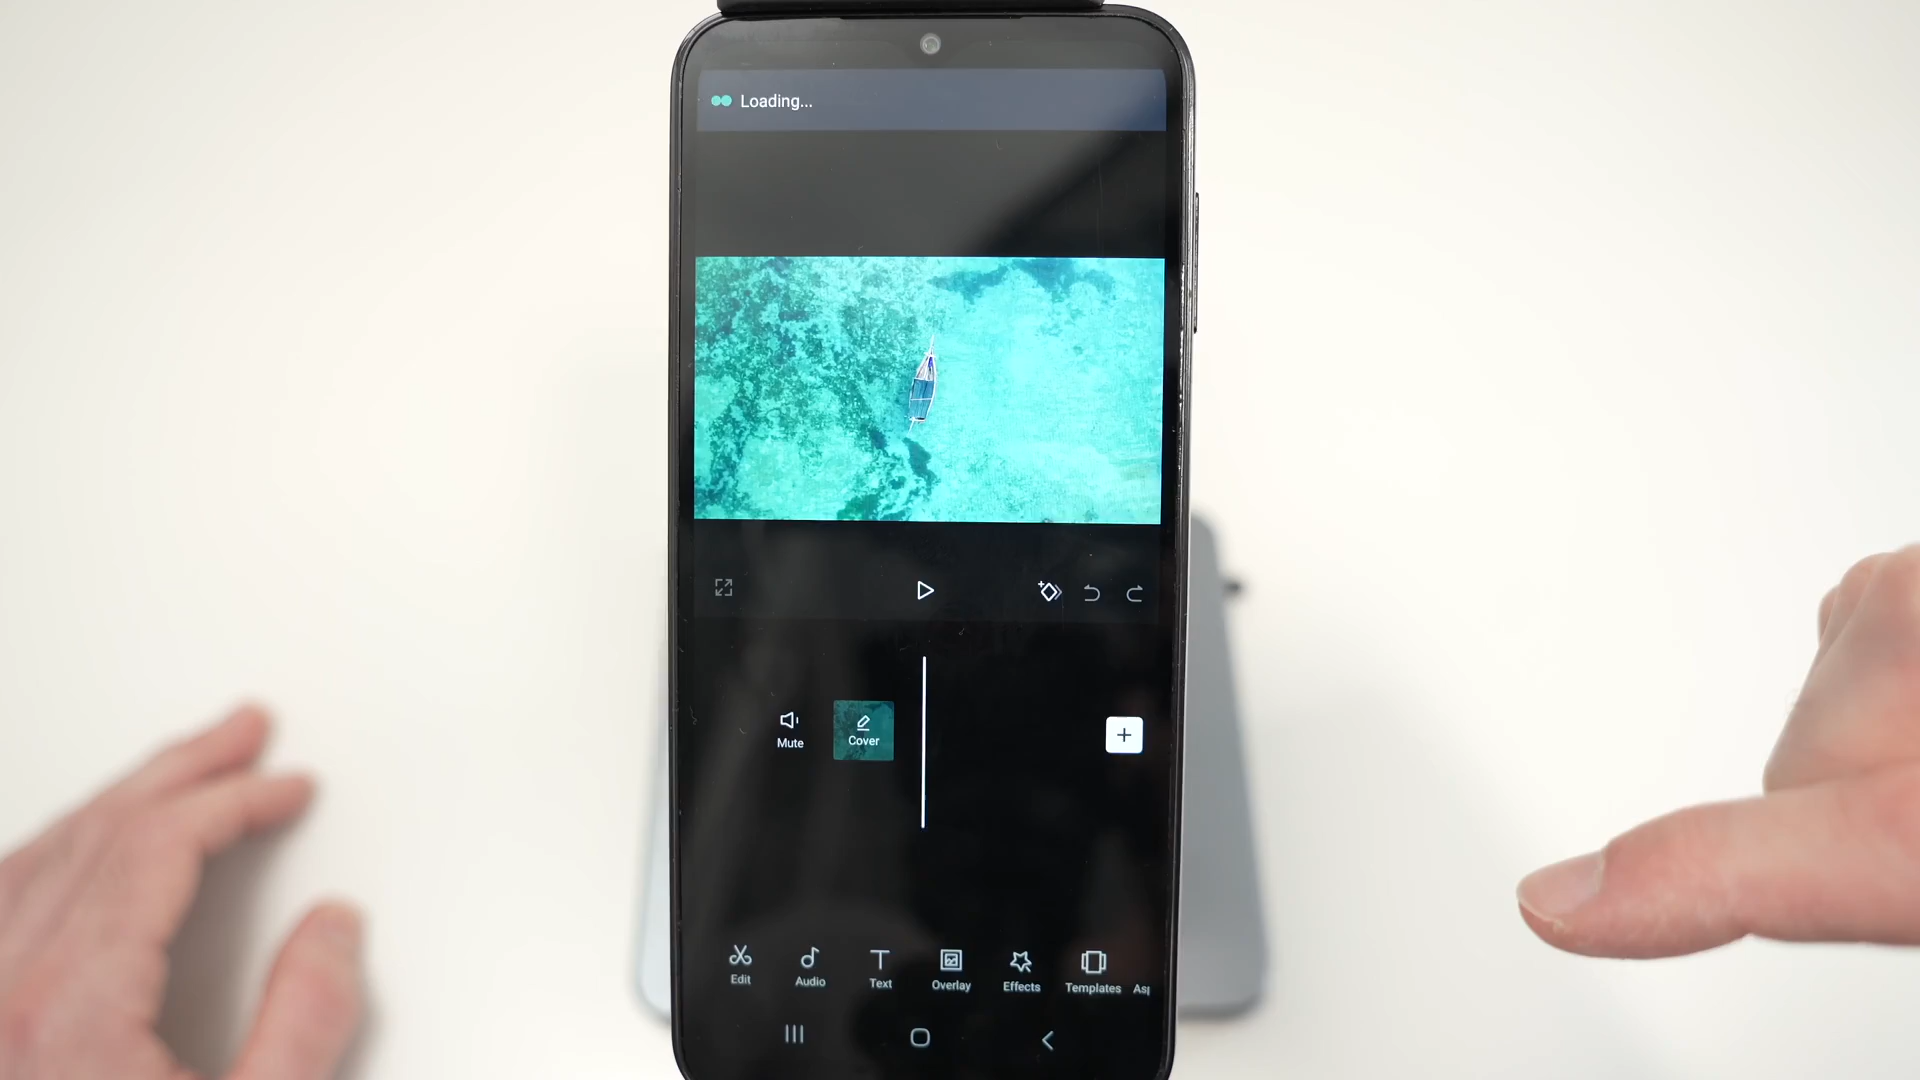 Loading...
Mute
Cover
Edit
Audio
Text
Overlay
Effects
Templates